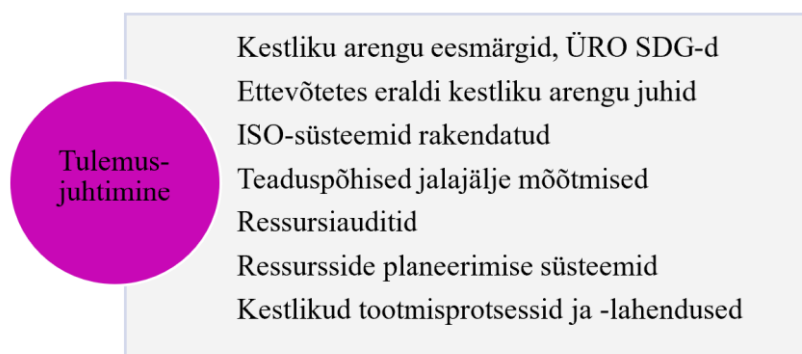 Tulemus-
juhtimine
Kestliku arengu eesmärgid, ÜRO SDG-d
Ettevõtetes eraldi kestliku arengu juhid
ISO-süsteemid rakendatud
Teaduspõhised jalajälje mõõtmised
Ressursiauditid
Ressursside planeerimise süsteemid
Kestlikud tootmisprotsessid ja -lahendused